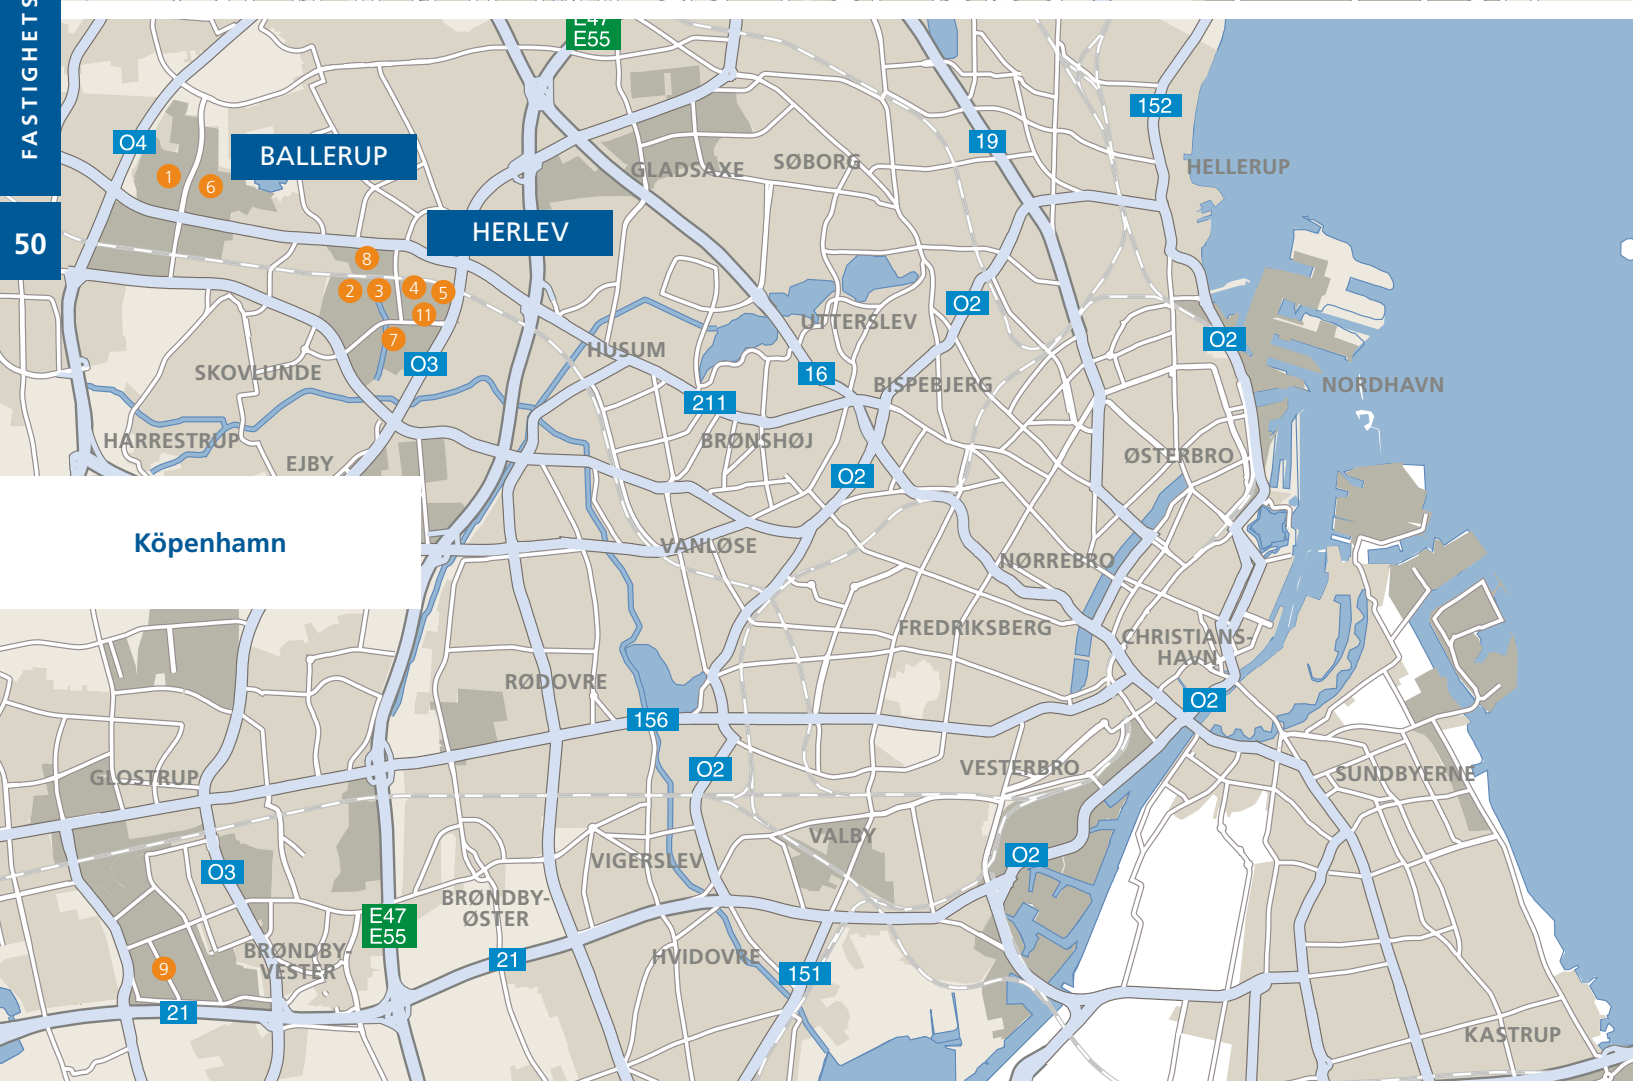 FASTIGHETS
50
E47
E55
152
O4
19
BALLERUP
1
6
GLADSAXE
SØBORG
HELLERUP
HERLEV
8
2
3
4
5
11
7
O3
O2
UTTERSLEV
O2
HUSUM
SKOVLUNDE
16
BISPEBJERG
NORDHAVN
211
HARRESTRUP
BRØNSHØJ
EJBY
ØSTERBRO
O2
Köpenhamn
VANLØSE
NØRREBRO
FREDRIKSBERG
CHRISTIANS-
HAVN
RØDOVRE
O2
156
O2
VESTERBRO
SUNDBYERNE
GLOSTRUP
VALBY
O2
VIGERSLEV
O3
BRØNDBY-
ØSTER
E47
E55
BRØNDBY-
VESTER
9
21
HVIDOVRE
151
21
KASTRUP